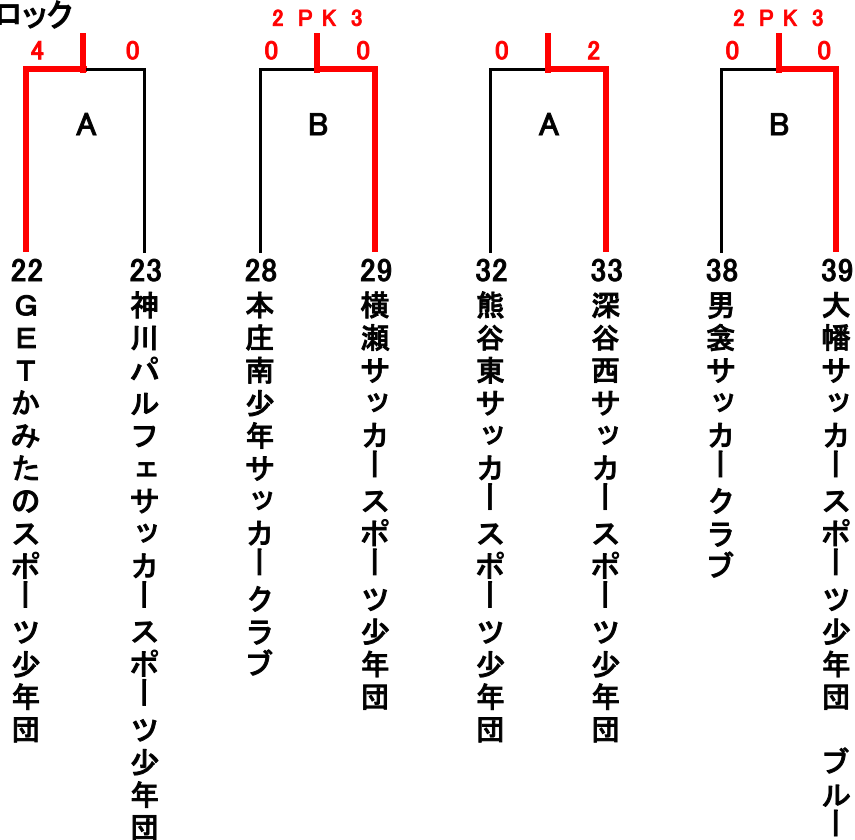 ロック
2 PK 3
2 PK 3
4 0
0 0
0 2
0 0
A
B
A
B
22
23
28
29
32
33
38
39
GETかみたのスポーツ少年団
神川パルフェサッカースポーツ少年団
本庄南少年サッカークラブ
横瀬サッカースポーツ少年団
熊谷東サッカースポーツ少年団
深谷西サッカースポーツ少年団
男衾サッカークラブ
大幡サッカースポーツ少年団 ブルー